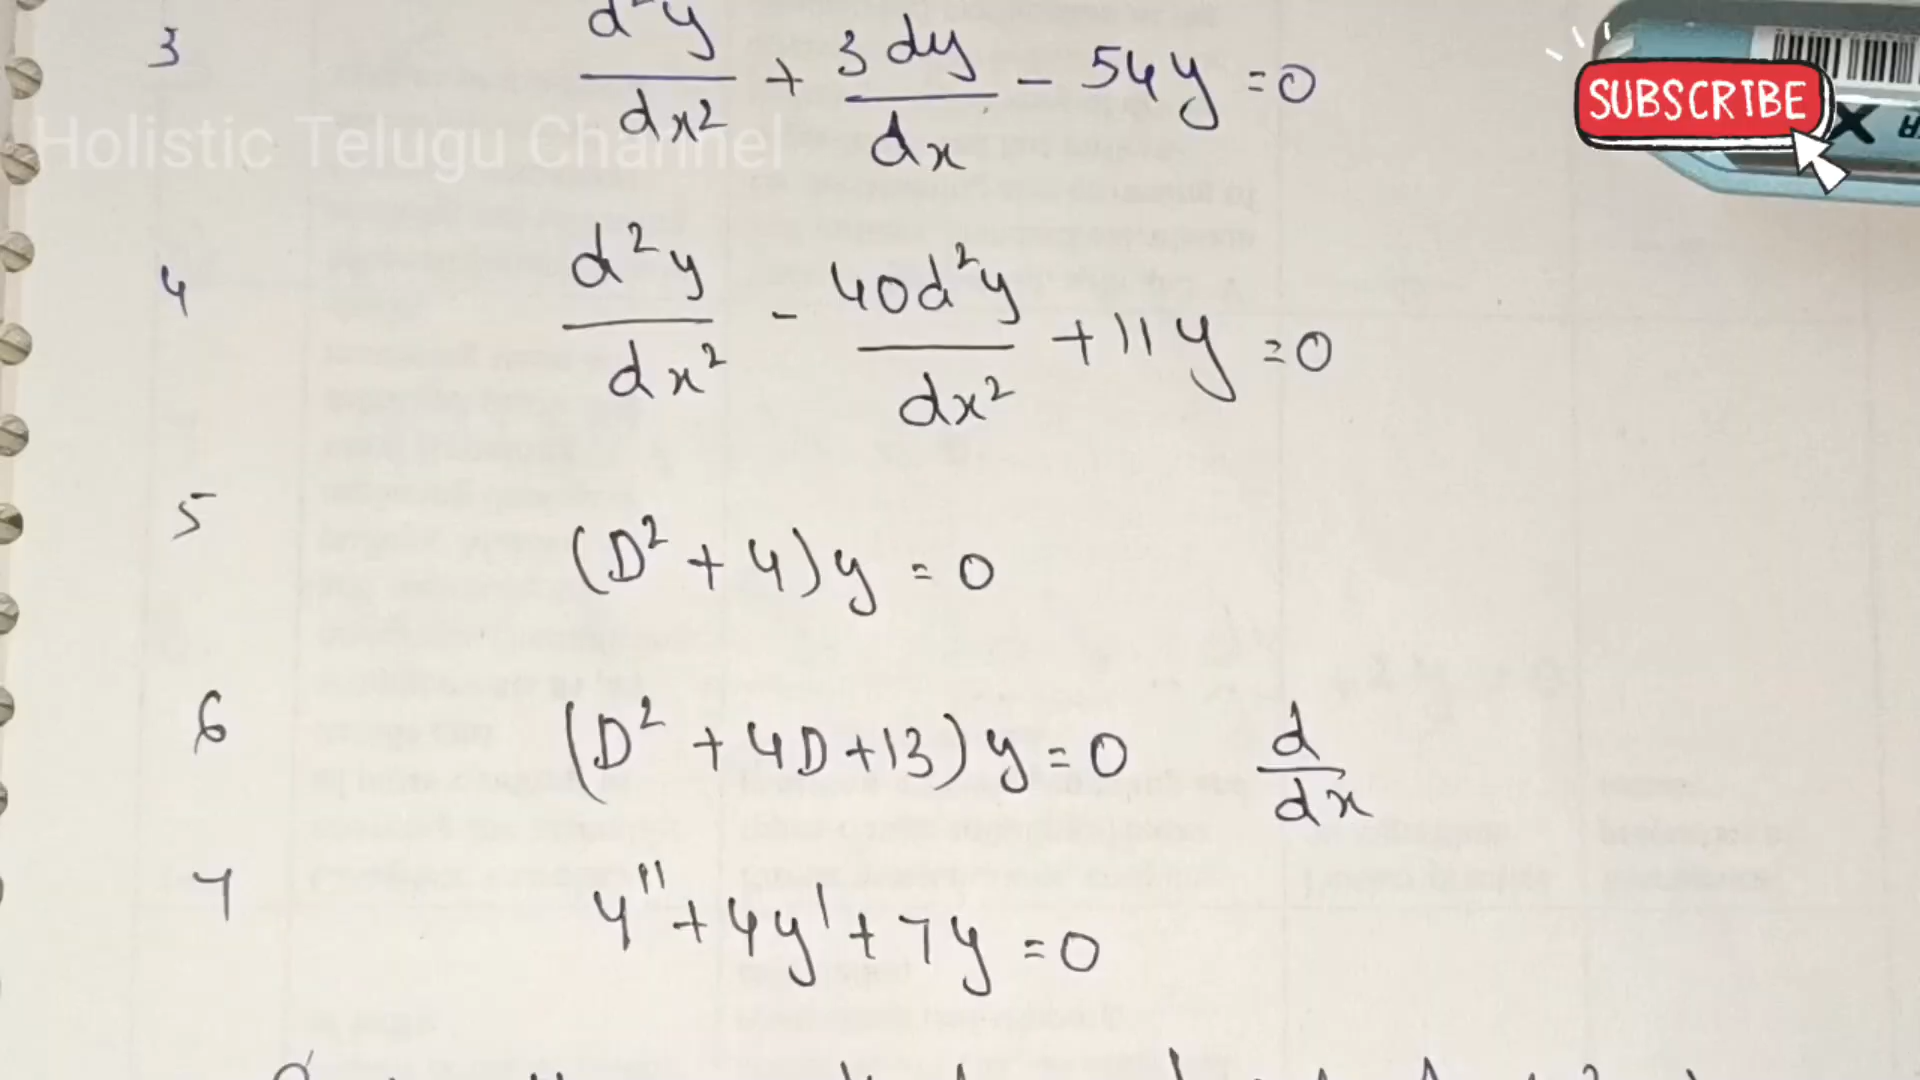 3 d²y/dx² + 3dy/dx - 54y = 0
SUBSCRIBE
Holistic Telugu Channel
4 d²y/dx² - 40d²y/dx² + 11y = 0
5 (D² + 4)y = 0
6 (D² + 4D + 13)y = 0 d/dx
7 y'' + 4y' + 7y = 0